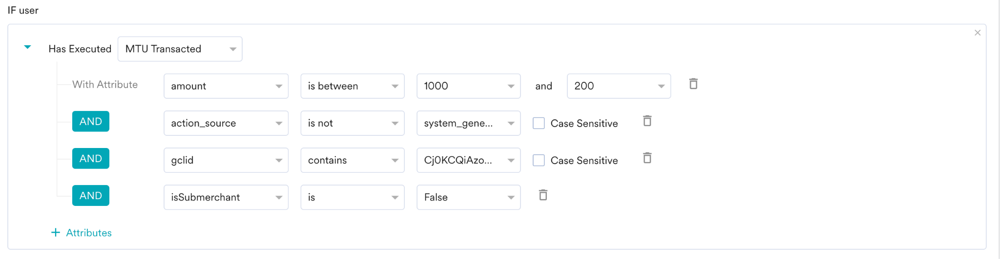 IF user
Has Executed MTU Transacted
With Attribute amount is between 1000 and 200
AND action_source is not system_gene... Case Sensitive
AND gclid contains Cj0KCQiAzo... Case Sensitive
AND isSubmerchant is False
+ Attributes